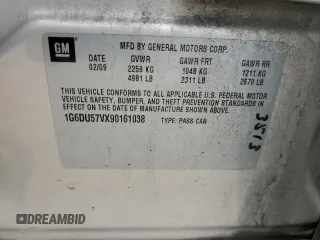 GM
MFD BY GENERAL MOTORS CORP.
DATE GVWR GAWR FRT GAWR RR
02/09 2259 KG 1048 KG 1211 KG
4981 LB 2311 LB 2670 LB
THIS VEHICLE CONFORMS TO ALL APPLICABLE U.S. FEDERAL MOTOR
VEHICLE SAFETY, BUMPER, AND THEFT PREVENTION STANDARDS IN
EFFECT ON THE DATE OF MANUFACTURE SHOWN ABOVE.
1G6DU57VX90161038 TYPE: PASS CAR
3513
DREAMBID